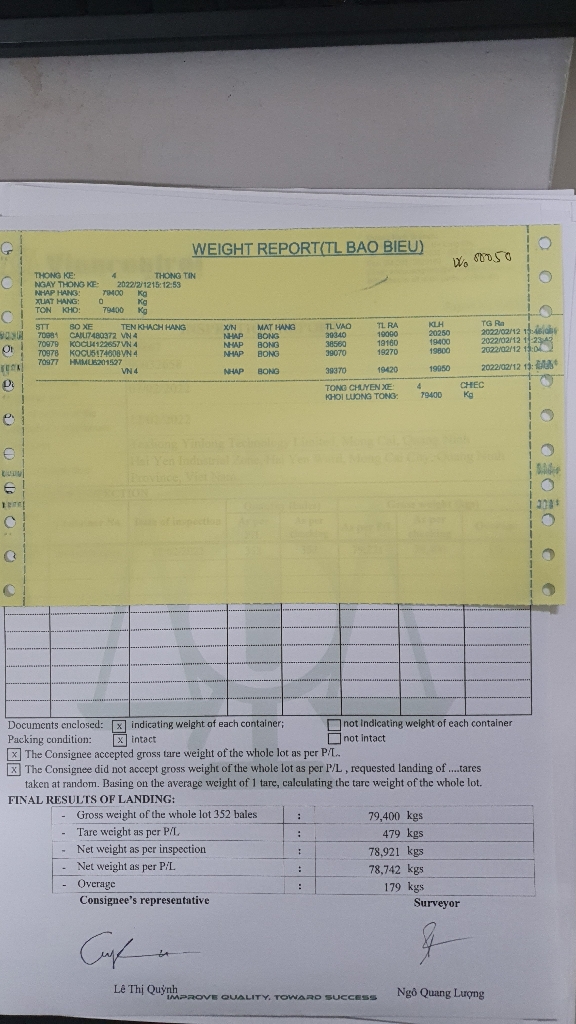 WEIGHT REPORT(TL BAO BIEU)
THONG KE: 4 THONG TIN
NGAY THONG KE: 2022/2/1215:12:53
NHAP HANG: 79400 Kg
XUAT HANG: 0 Kg
TON KHO: 79400 Kg
STT SO XE TEN KHACH HANG X/N MAT HANG TL VAO TL RA KLH TG Ra
70981 CAIU7480372 VN 4 NHAP BONG 39340 19090 20250 2022/02/12
70979 KOCU4122657 VN 4 NHAP BONG 38560 19160 19400 2022/02/12
70978 KOCU5174608 VN 4 NHAP BONG 39070 19270 19800 2022/02/12
70977 HMMU6201527
VN 4 NHAP BONG 39370 19420 19950 2022/02/12
TONG CHUYEN XE: 4 CHIEC
KHOI LUONG TONG: 79400 Kg
Documents enclosed: x indicating weight of each container; not indicating weight of each container
Packing condition: x intact not intact
x The Consignee accepted gross tare weight of the whole lot as per P/L.
x The Consignee did not accept gross weight of the whole lot as per P/L , requested landing of ....tares
taken at random. Basing on the average weight of 1 tare, calculating the tare weight of the whole lot.
FINAL RESULTS OF LANDING:
- Gross weight of the whole lot 352 bales : 79,400 kgs
- Tare weight as per P/L : 479 kgs
- Net weight as per inspection : 78,921 kgs
- Net weight as per P/L : 78,742 kgs
- Overage : 179 kgs
Consignee's representative Surveyor
Lê Thị Quỳnh Ngô Quang Lượng
IMPROVE QUALITY, TOWARD SUCCESS